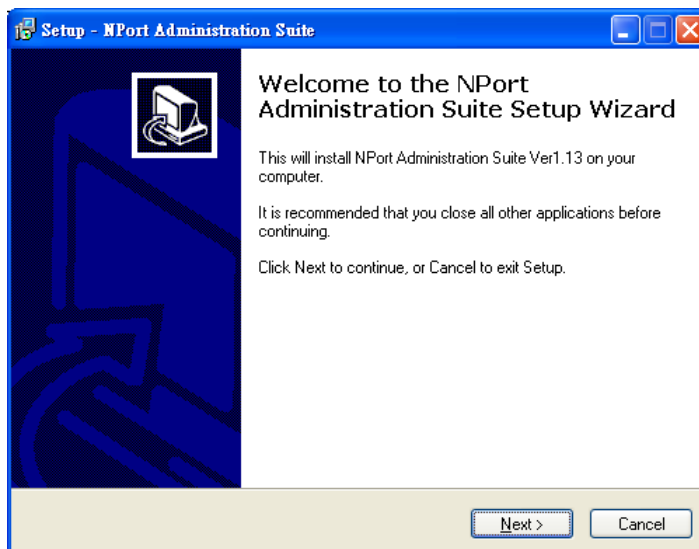 Setup - NPort Administration Suite
Welcome to the NPort
Administration Suite Setup Wizard
This will install NPort Administration Suite Ver1.13 on your
computer.
It is recommended that you close all other applications before
continuing.
Click Next to continue, or Cancel to exit Setup.
Next >
Cancel